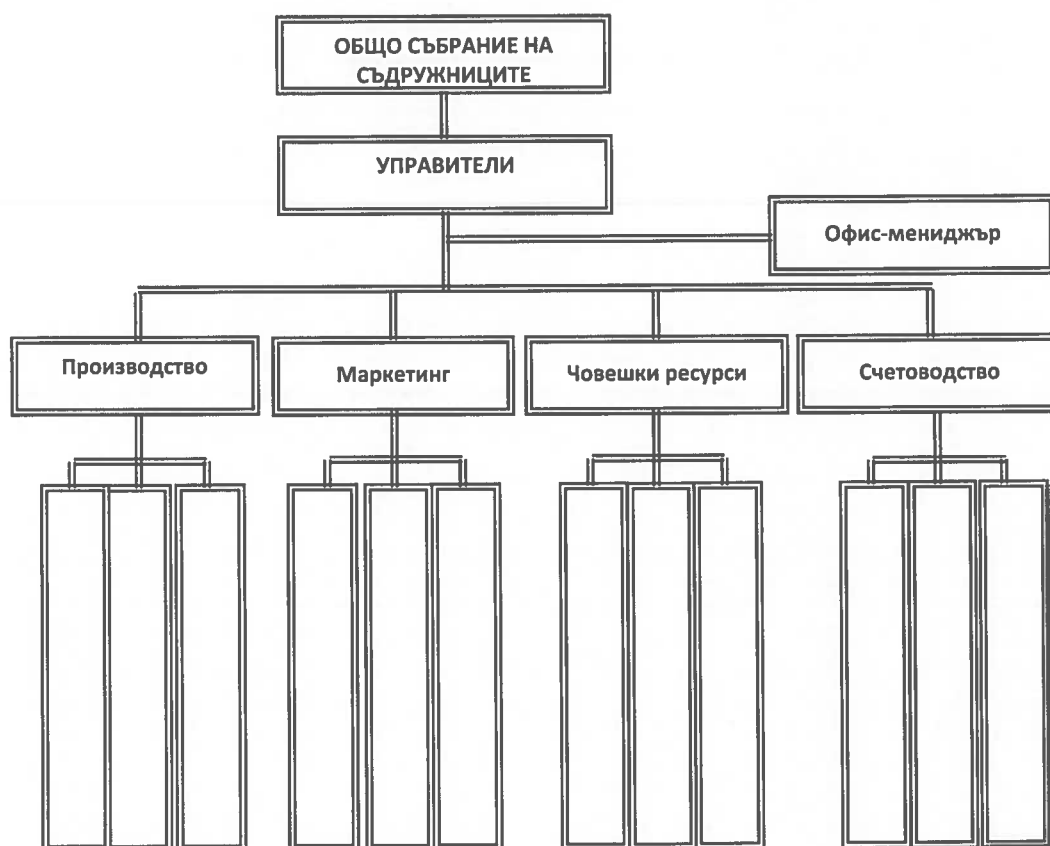 ОБЩО СЪБРАНИЕ НА
СЪДРУЖНИЦИТЕ
УПРАВИТЕЛИ
Офис-мениджър
Производство
Маркетинг
Човешки ресурси
Счетоводство